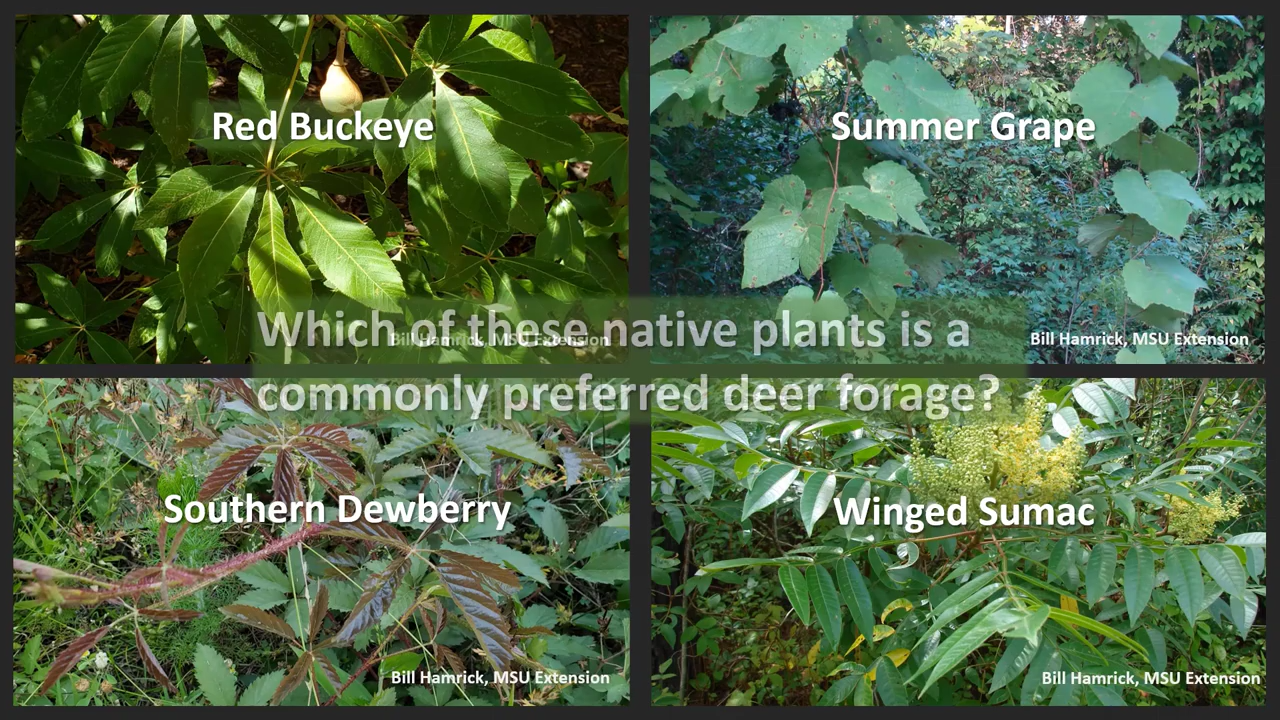 Red Buckeye
Summer Grape
Which of these native plants is a
Bill Hamrick, MSU Extension
Bill Hamrick, MSU Extension
commonly preferred deer forage?
Southern Dewberry
Winged Sumac
Bill Hamrick, MSU Extension
Bill Hamrick, MSU Extension